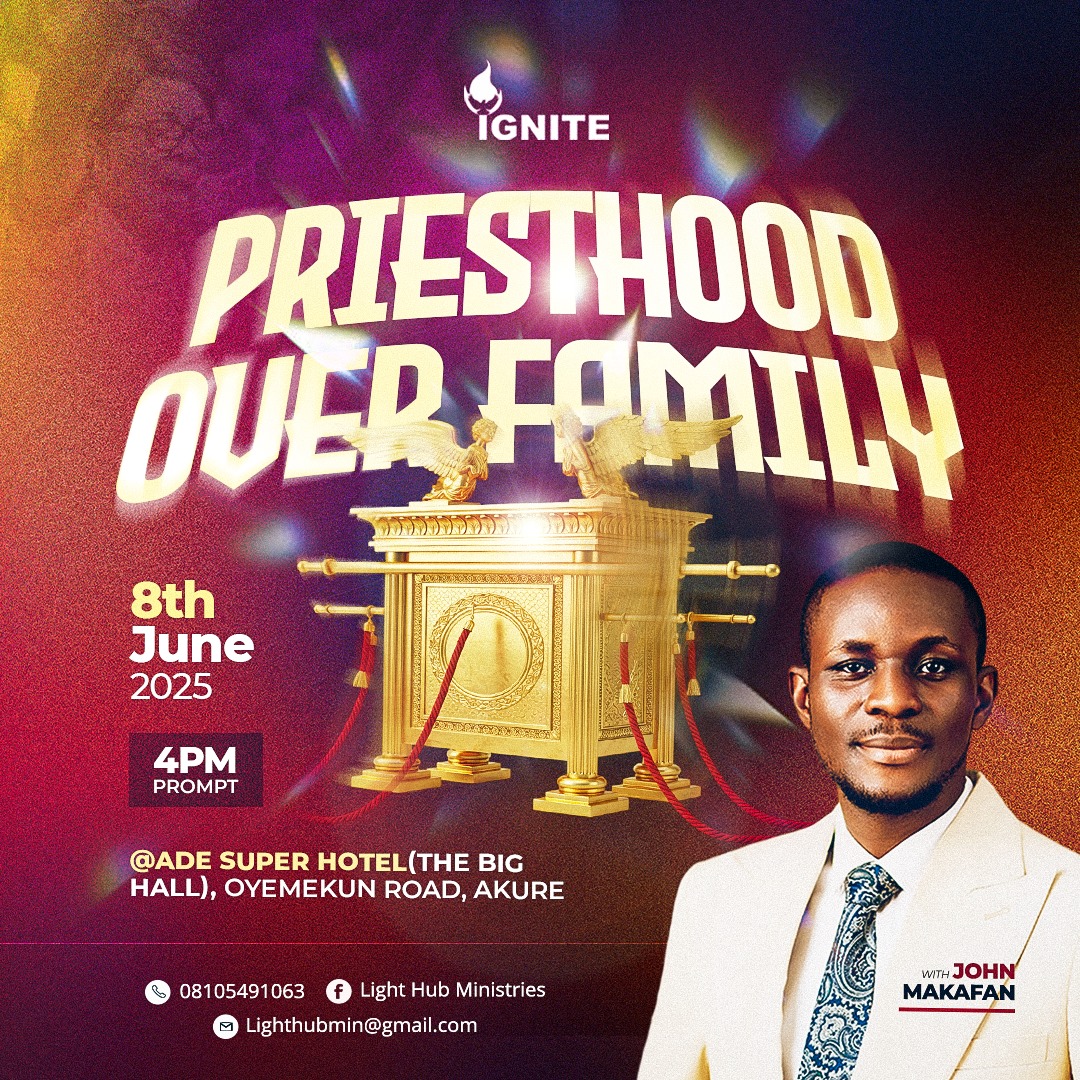 IGNITE
PRIESTHOOD
OVER FAMILY
8th
June
2025
4PM
PROMPT
@ADE SUPER HOTEL(THE BIG
HALL), OYEMEKUN ROAD, AKURE
08105491063 Light Hub Ministries
Lighthubmin@gmail.com
WITH JOHN
MAKAFAN